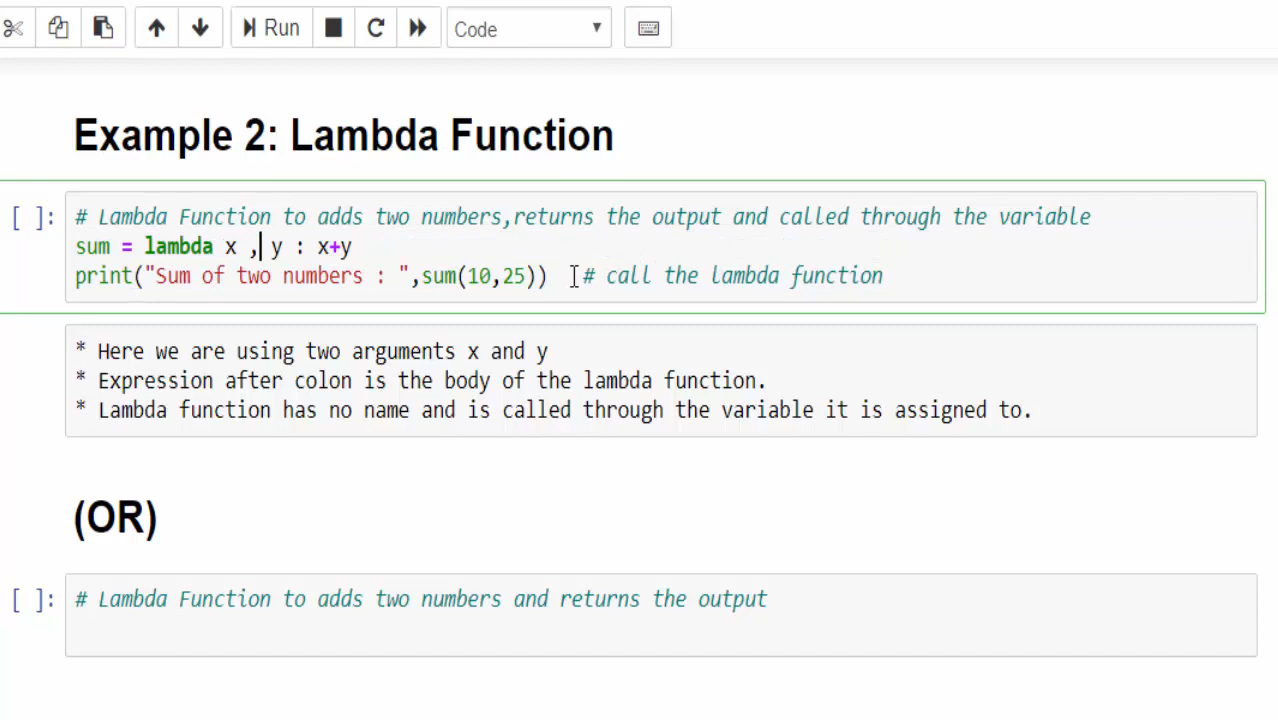 Run Code
Example 2: Lambda Function
[ ]: # Lambda Function to adds two numbers,returns the output and called through the variable
sum = lambda x , y : x+y
print("Sum of two numbers : ",sum(10,25)) # call the lambda function
* Here we are using two arguments x and y
* Expression after colon is the body of the lambda function.
* Lambda function has no name and is called through the variable it is assigned to.
(OR)
[ ]: # Lambda Function to adds two numbers and returns the output